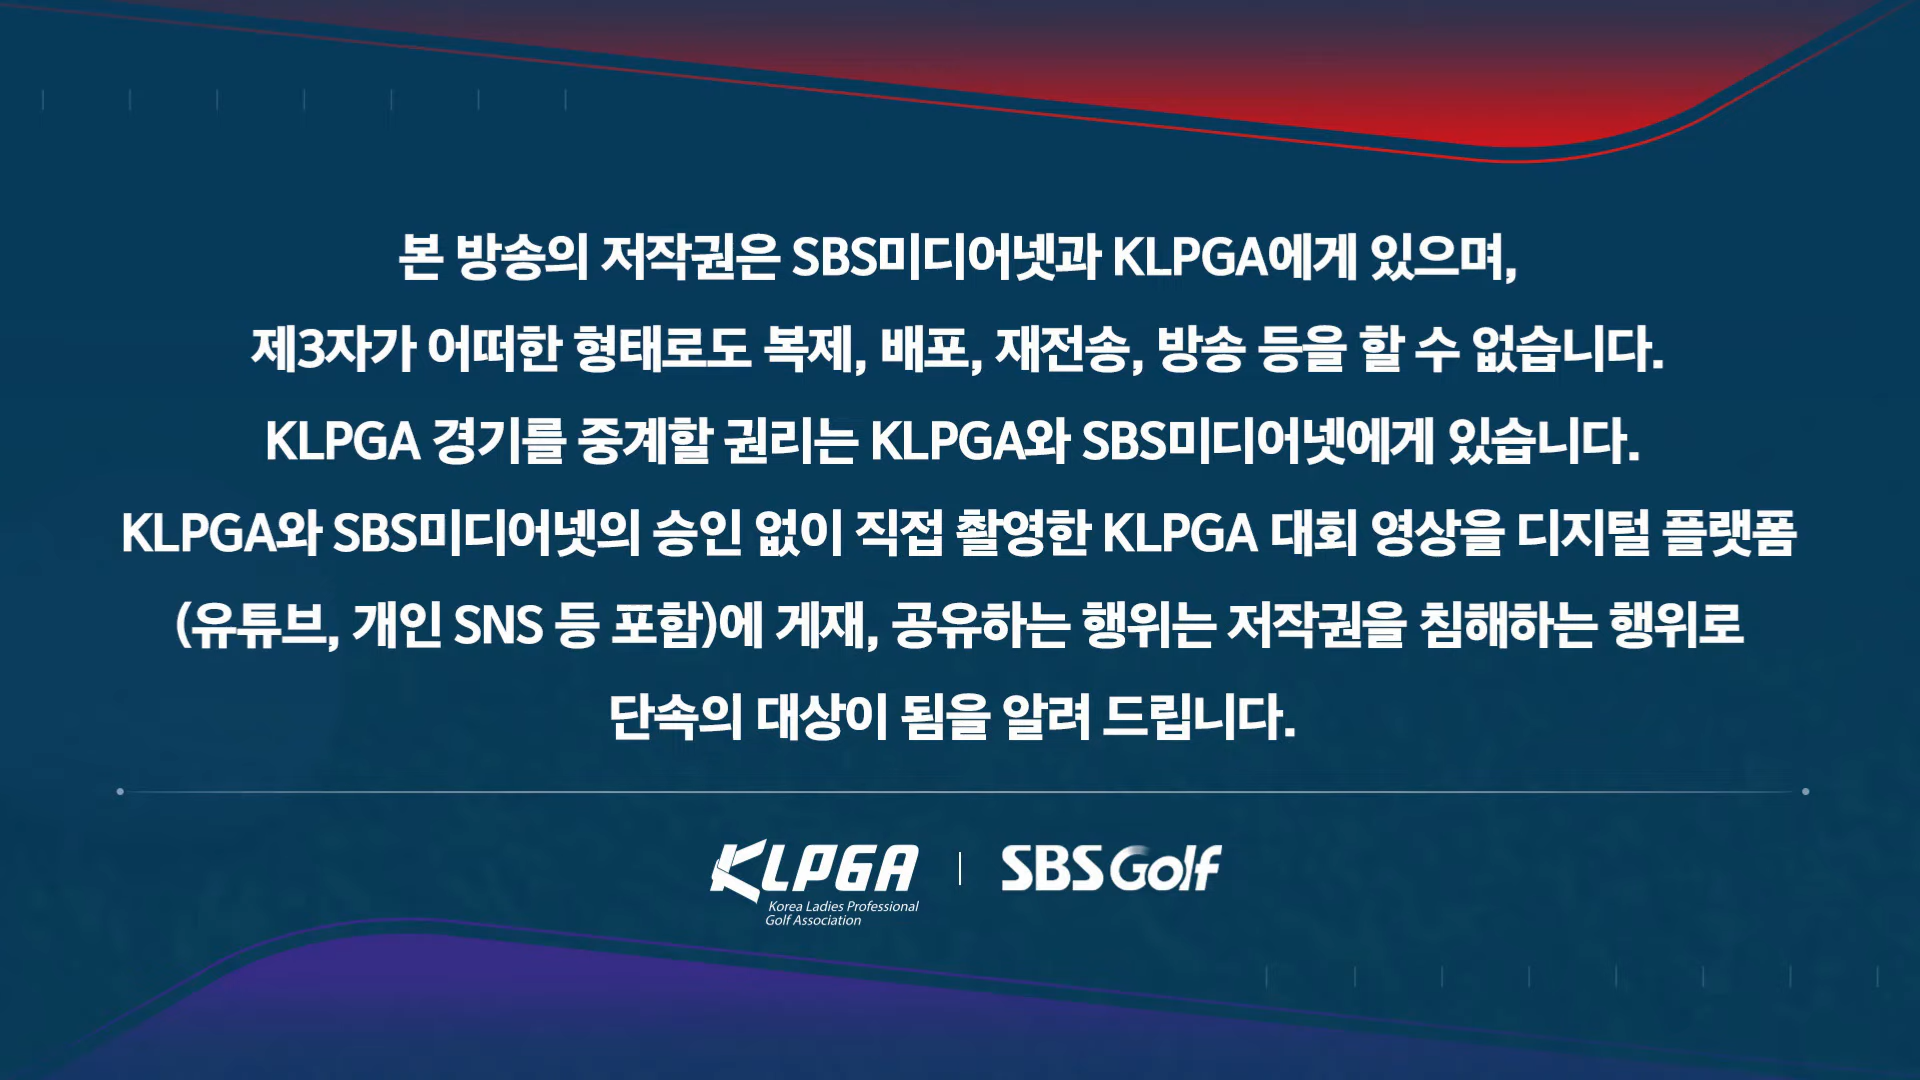 본 방송의 저작권은 SBS미디어넷과 KLPGA에게 있으며,
제3자가 어떠한 형태로도 복제, 배포, 재전송, 방송 등을 할 수 없습니다.
KLPGA 경기를 중계할 권리는 KLPGA와 SBS미디어넷에게 있습니다.
KLPGA와 SBS미디어넷의 승인 없이 직접 촬영한 KLPGA 대회 영상을 디지털 플랫폼
(유튜브, 개인 SNS 등 포함)에 게재, 공유하는 행위는 저작권을 침해하는 행위로
단속의 대상이 됨을 알려 드립니다.
KLPGA
Korea Ladies Professional
Golf Association
SBS Golf